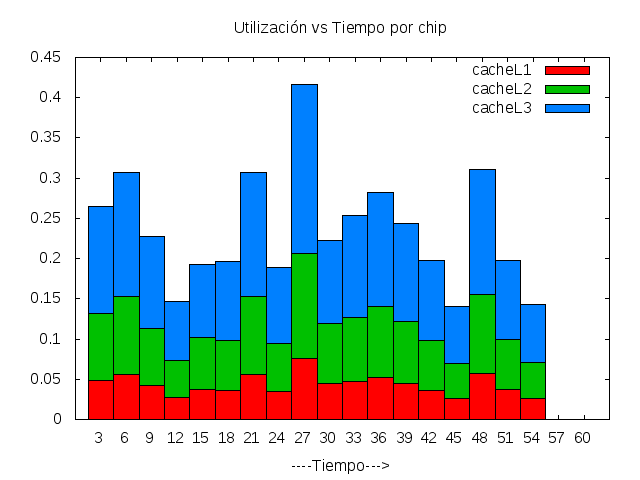 Utilización vs Tiempo por chip
0.45
0.4
0.35
0.3
0.25
0.2
0.15
0.1
0.05
0
cacheL1
cacheL2
cacheL3
3 6 9 12 15 18 21 24 27 30 33 36 39 42 45 48 51 54 57 60
----Tiempo--->